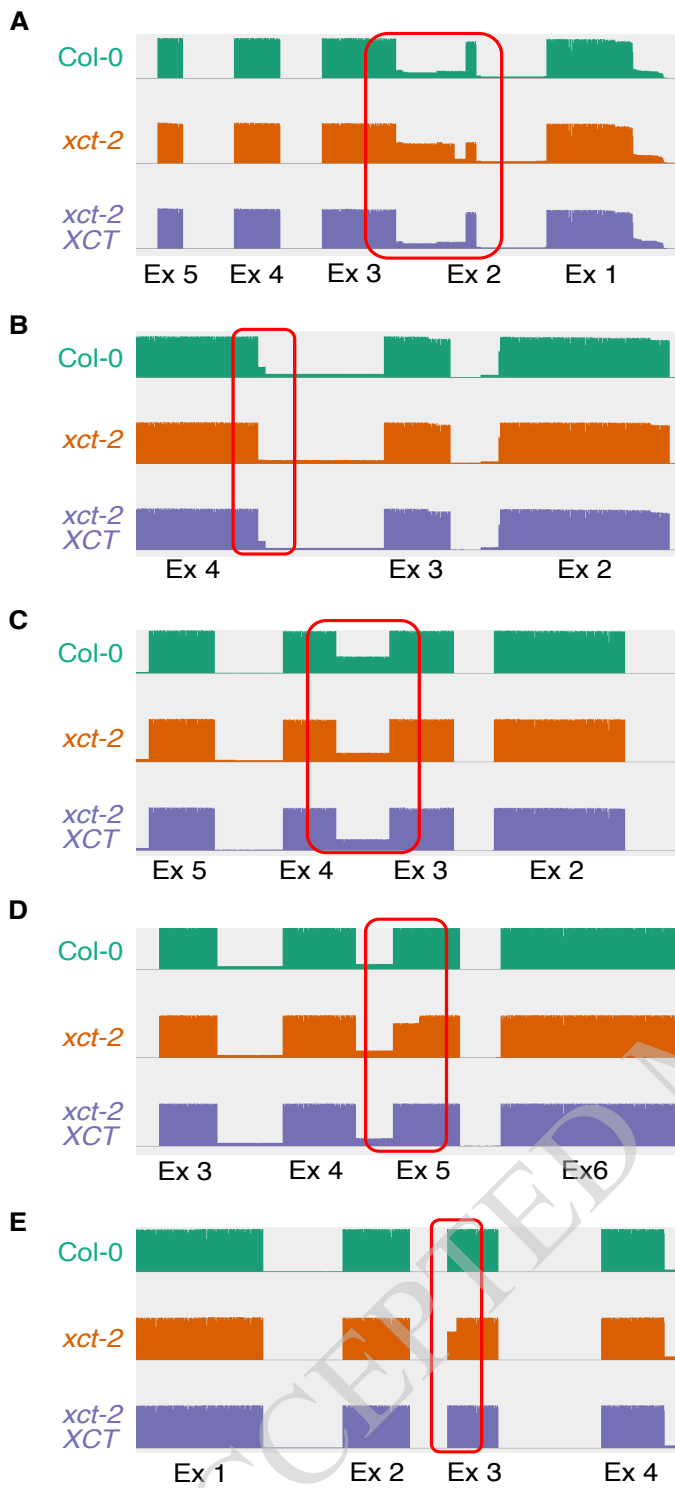 A
Col-0
xct-2
xct-2
XCT
Ex 5 Ex 4 Ex 3 Ex 2 Ex 1
B
Col-0
xct-2
xct-2
XCT
Ex 4 Ex 3 Ex 2
C
Col-0
xct-2
xct-2
XCT
Ex 5 Ex 4 Ex 3 Ex 2
D
Col-0
xct-2
xct-2
XCT
Ex 3 Ex 4 Ex 5 Ex6
E
Col-0
xct-2
xct-2
XCT
Ex 1 Ex 2 Ex 3 Ex 4